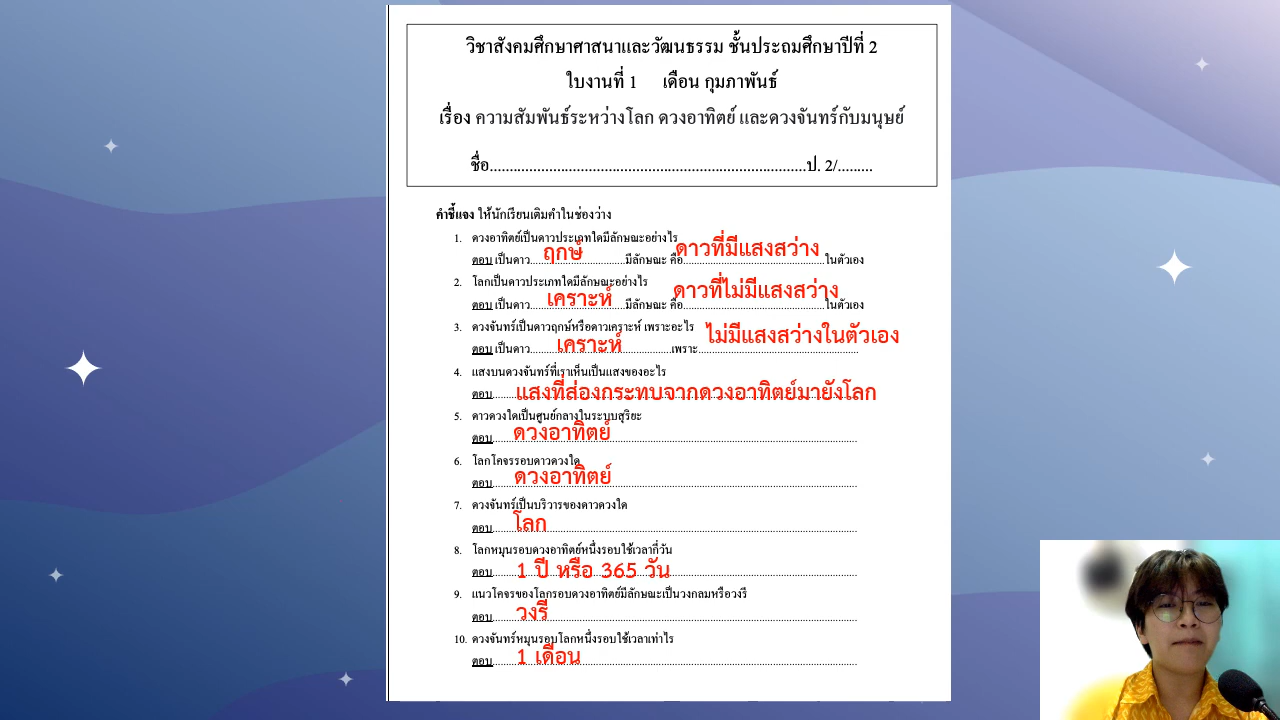 วิชาสังคมศึกษาศาสนาและวัฒนธรรม ชั้นประถมศึกษาปีที่ 2
ใบงานที่ 1 เดือน กุมภาพันธ์
เรื่อง ความสัมพันธ์ระหว่างโลก ดวงอาทิตย์ และดวงจันทร์กับมนุษย์
ชื่อ................................................................................ป. 2/.........
คำชี้แจง ให้นักเรียนเติมคำในช่องว่าง
1. ดวงอาทิตย์เป็นดาวประเภทใดมีลักษณะอย่างไร
ตอบ เป็นดาว....ฤกษ์....มีลักษณะ คือ....ดาวที่มีแสงสว่าง....ในตัวเอง
2. โลกเป็นดาวประเภทใดมีลักษณะอย่างไร
ตอบ เป็นดาว....เคราะห์....มีลักษณะ คือ....ดาวที่ไม่มีแสงสว่าง....ในตัวเอง
3. ดวงจันทร์เป็นดาวฤกษ์หรือดาวเคราะห์ เพราะอะไร
ตอบ เป็นดาว....เคราะห์....เพราะ....ไม่มีแสงสว่างในตัวเอง
4. แสงบนดวงจันทร์ที่เราเห็นเป็นแสงของอะไร
ตอบ....แสงที่ส่องกระทบจากดวงอาทิตย์มายังโลก
5. ดาวดวงใดเป็นศูนย์กลางในระบบสุริยะ
ตอบ....ดวงอาทิตย์....
6. โลกโคจรรอบดาวดวงใด
ตอบ....ดวงอาทิตย์....
7. ดวงจันทร์เป็นบริวารของดาวดวงใด
ตอบ....โลก....
8. โลกหมุนรอบดวงอาทิตย์หนึ่งรอบใช้เวลากี่วัน
ตอบ....1 ปี หรือ 365 วัน....
9. แนวโคจรของโลกรอบดวงอาทิตย์มีลักษณะเป็นวงกลมหรือวงรี
ตอบ....วงรี....
10. ดวงจันทร์หมุนรอบโลกหนึ่งรอบใช้เวลาเท่าไร
ตอบ....1 เดือน....